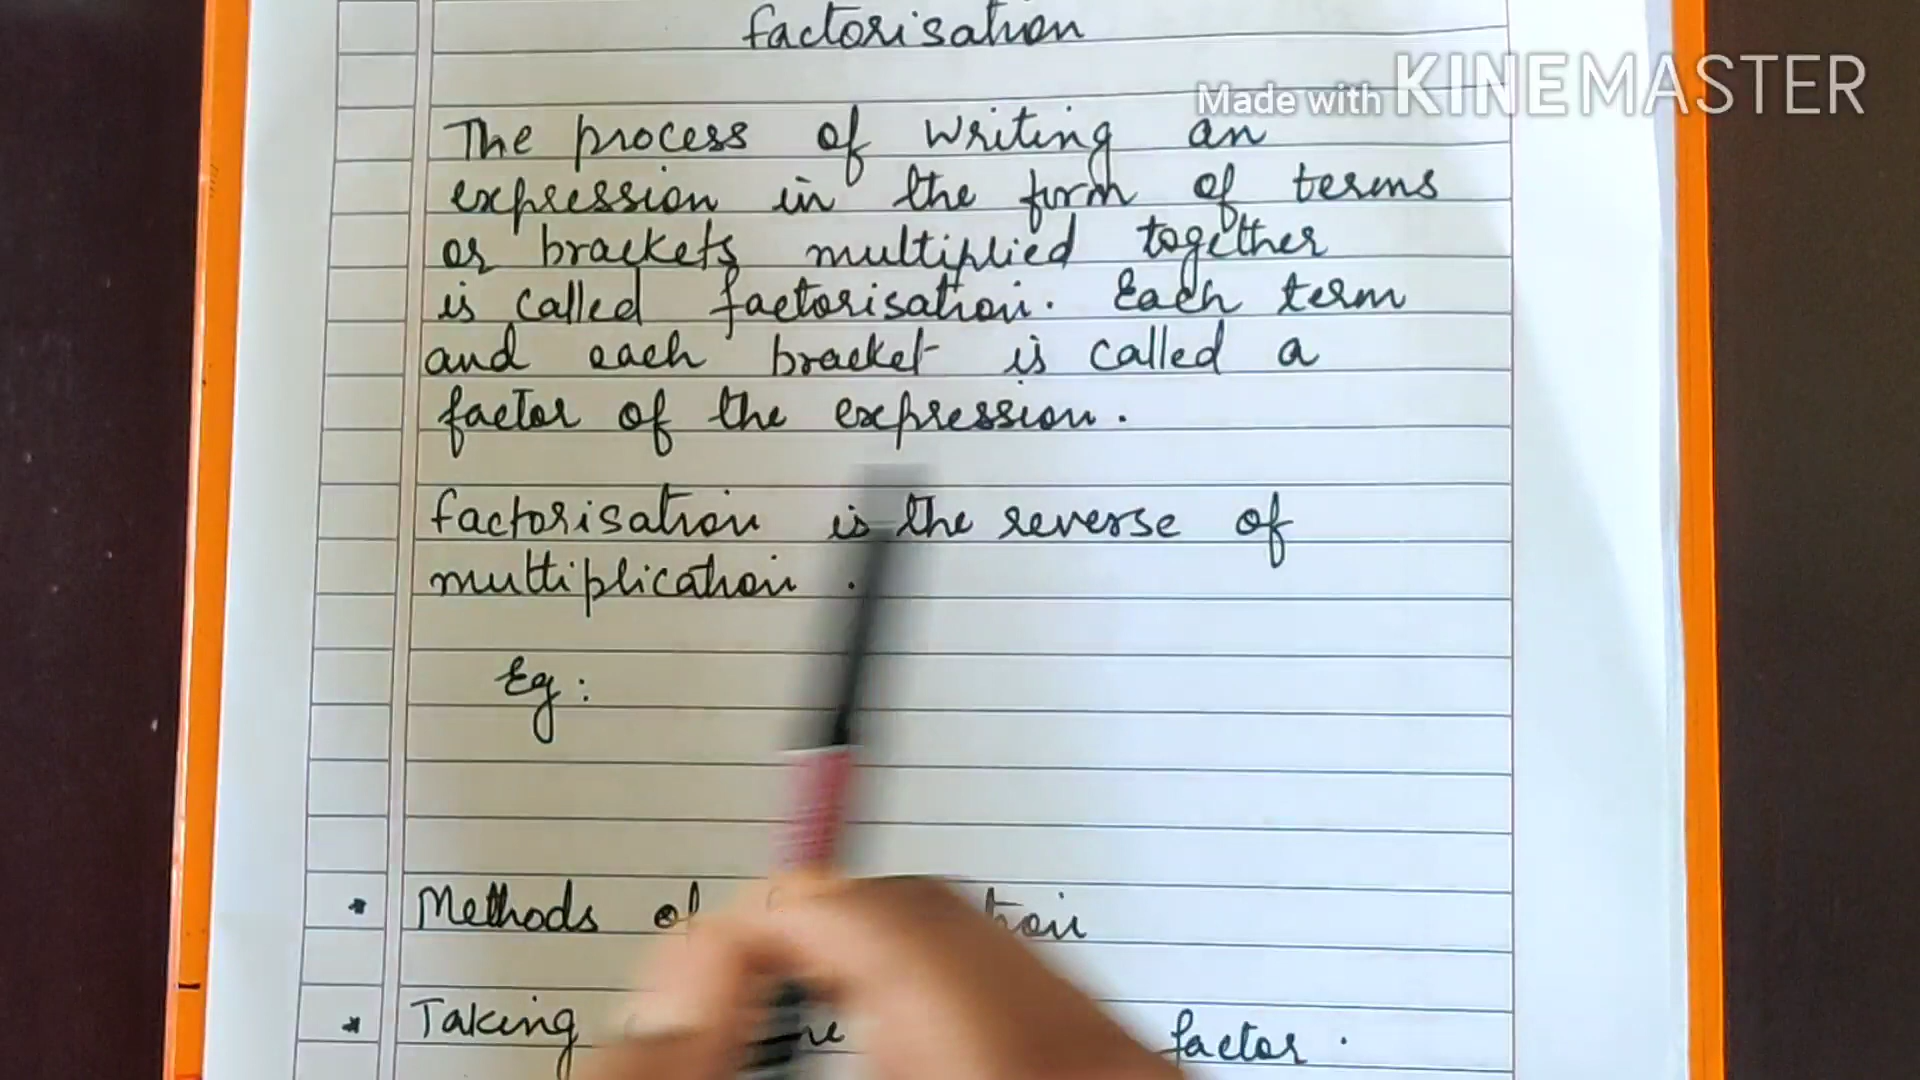 factorisation
Made with KINEMASTER
The process of writing an
expression in the form of terms
or brackets multiplied together
is called factorisation. Each term
and each bracket is called a
factor of the expression.
factorisation is the reverse of
multiplication .
Eg :
* Methods of
* Taking factor .